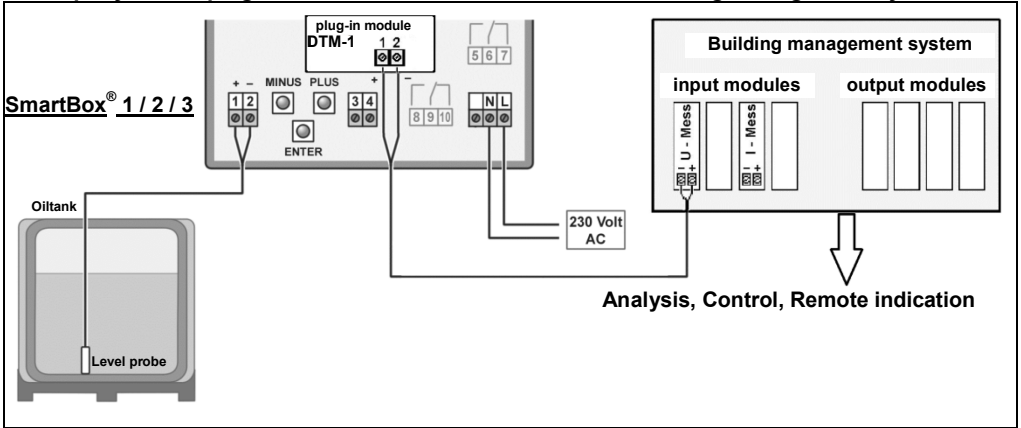 plug-in module
DTM-1 1 2
5 6 7
Building management system
SmartBox® 1 / 2 / 3
+ – MINUS PLUS + –
1 2 3 4
8 9 10
N L
ENTER
input modules output modules
– U - Mess +
– I - Mess +
Oiltank
230 Volt
AC
Analysis, Control, Remote indication
Level probe